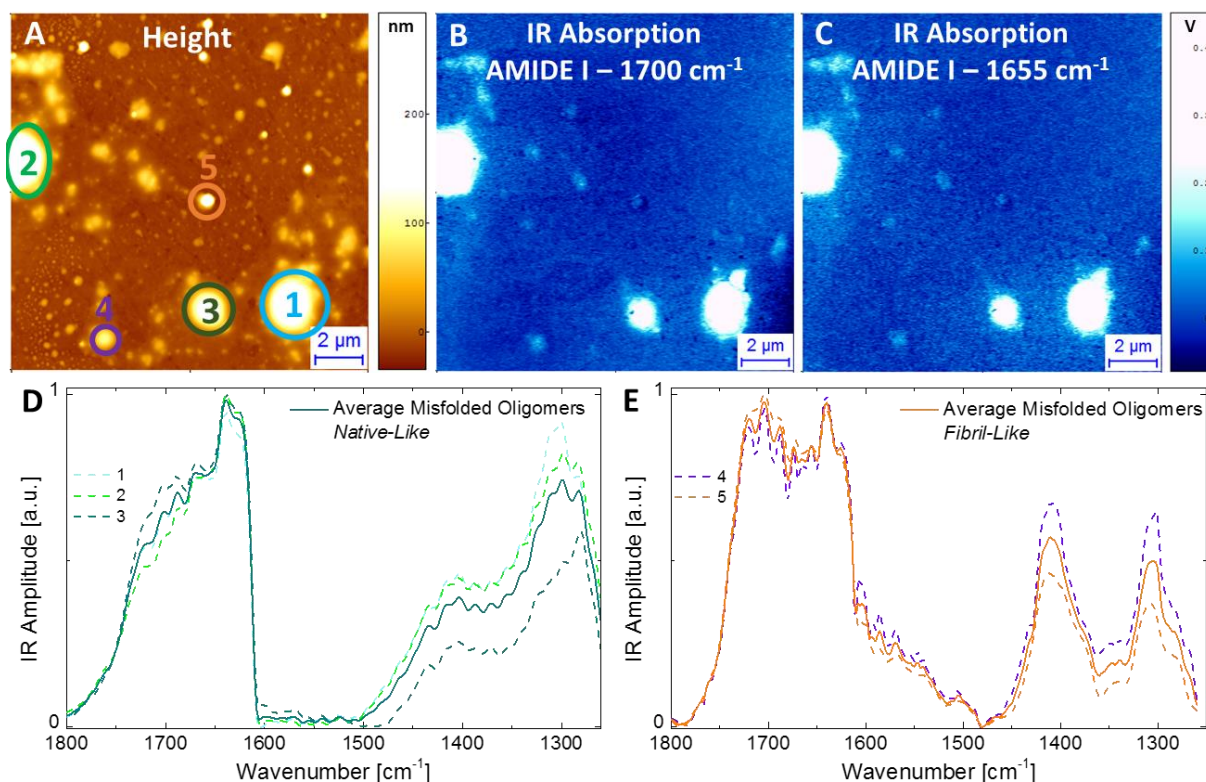 A
Height
nm
200
100
0
2
5
4
3
1
2 µm
B
IR Absorption
AMIDE I – 1700 cm-1
2 µm
C
IR Absorption
AMIDE I – 1655 cm-1
V
2 µm
D
1
Average Misfolded Oligomers
Native-Like
1
2
3
IR Amplitude [a.u.]
0
1800 1700 1600 1500 1400 1300
Wavenumber [cm-1]
E
1
Average Misfolded Oligomers
Fibril-Like
4
5
IR Amplitude [a.u.]
0
1800 1700 1600 1500 1400 1300
Wavenumber [cm-1]